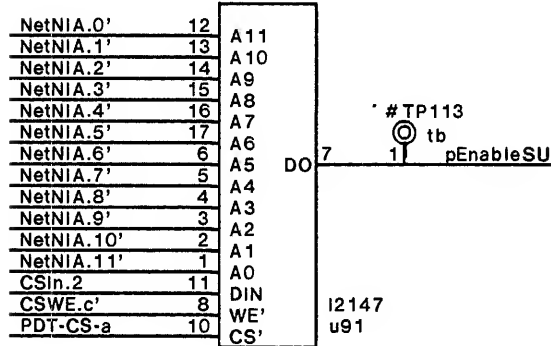 NetNIA.0' 12 A11
NetNIA.1' 13 A10
NetNIA.2' 14 A9
NetNIA.3' 15 A8
NetNIA.4' 16 A7
NetNIA.5' 17 A6
NetNIA.6' 6 A5 DO 7 1 pEnableSU
NetNIA.7' 5 A4
NetNIA.8' 4 A3
NetNIA.9' 3 A2
NetNIA.10' 2 A1
NetNIA.11' 1 A0
CSIn.2 11 DIN
CSWE.c' 8 WE'
PDT-CS-a 10 CS'
#TP113
tb
I2147
u91